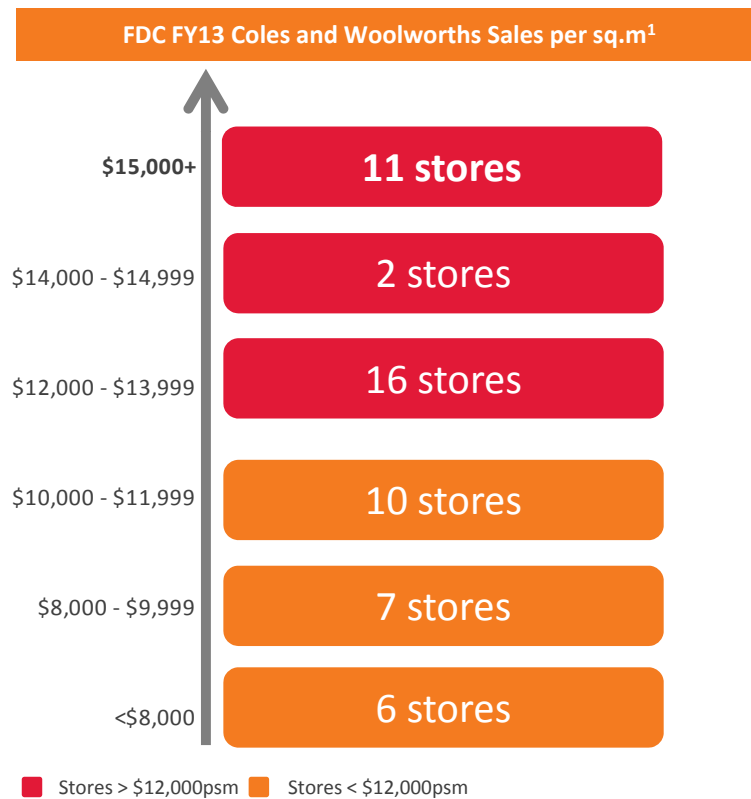 FDC FY13 Coles and Woolworths Sales per sq.m¹
$15,000+
11 stores
$14,000 - $14,999
2 stores
$12,000 - $13,999
16 stores
$10,000 - $11,999
10 stores
$8,000 - $9,999
7 stores
<$8,000
6 stores
Stores > $12,000psm
Stores < $12,000psm